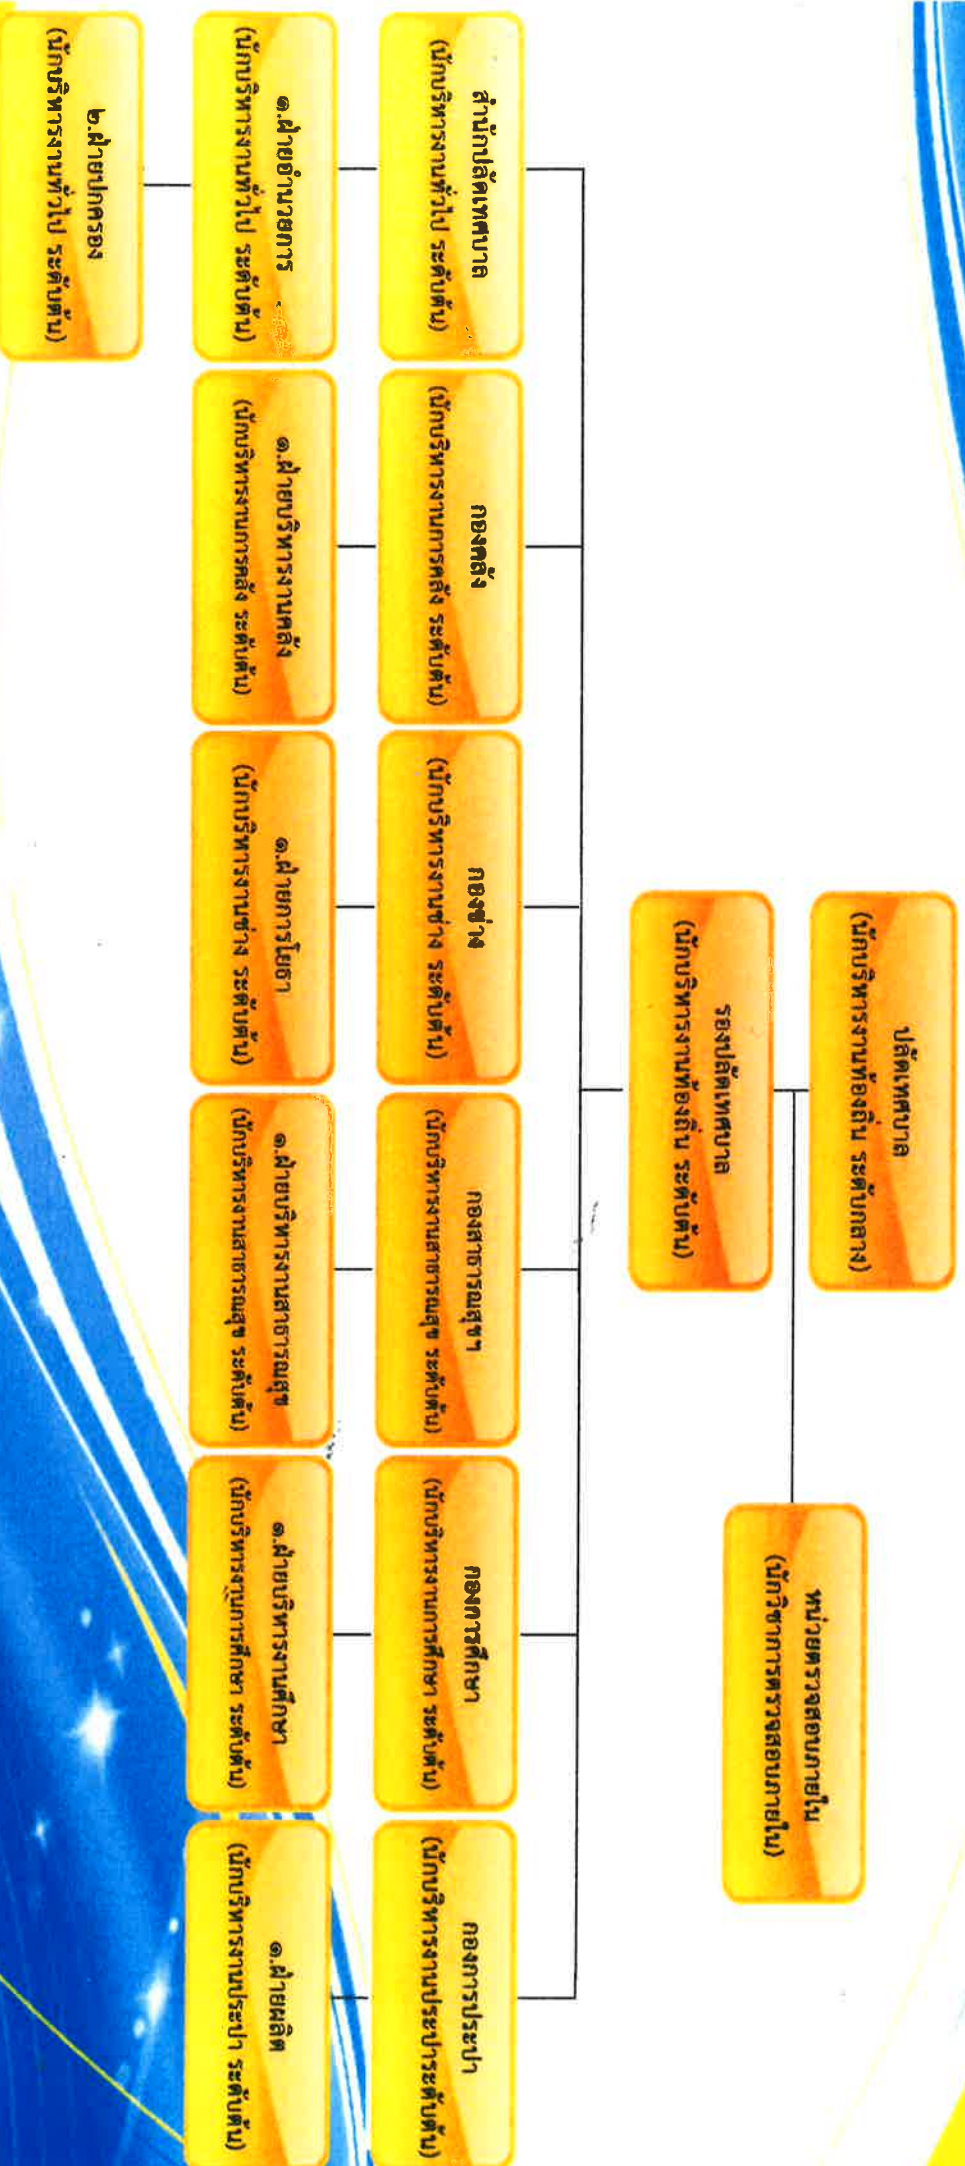 ปลัดเทศบาล
(นักบริหารงานท้องถิ่น ระดับกลาง)
หน่วยตรวจสอบภายใน
(นักวิชาการตรวจสอบภายใน)
รองปลัดเทศบาล
(นักบริหารงานท้องถิ่น ระดับต้น)
สำนักปลัดเทศบาล
(นักบริหารงานทั่วไป ระดับต้น)
กองคลัง
(นักบริหารงานการคลัง ระดับต้น)
กองช่าง
(นักบริหารงานช่าง ระดับต้น)
กองสาธารณสุขฯ
(นักบริหารงานสาธารณสุข ระดับต้น)
กองการศึกษา
(นักบริหารงานการศึกษา ระดับต้น)
กองการประปา
(นักบริหารงานประปาระดับต้น)
๑.ฝ่ายอำนวยการ
(นักบริหารงานทั่วไป ระดับต้น)
๑.ฝ่ายบริหารงานคลัง
(นักบริหารงานการคลัง ระดับต้น)
๑.ฝ่ายการโยธา
(นักบริหารงานช่าง ระดับต้น)
๑.ฝ่ายบริหารงานสาธารณสุข
(นักบริหารงานสาธารณสุข ระดับต้น)
๑.ฝ่ายบริหารงานศึกษา
(นักบริหารงานการศึกษา ระดับต้น)
๑.ฝ่ายผลิต
(นักบริหารงานประปา ระดับต้น)
๒.ฝ่ายปกครอง
(นักบริหารงานทั่วไป ระดับต้น)